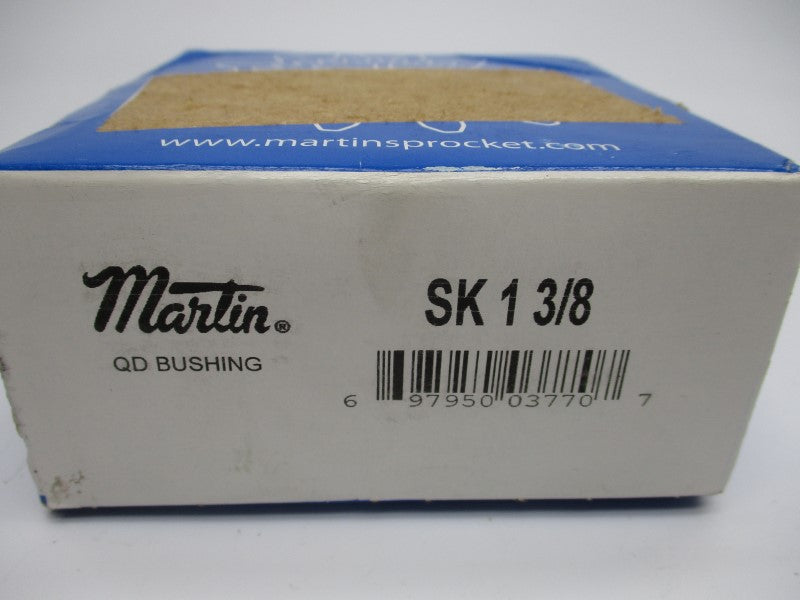 www.martinsprocket.com
Martin®
SK 1 3/8
QD BUSHING
6 97950 03770 7